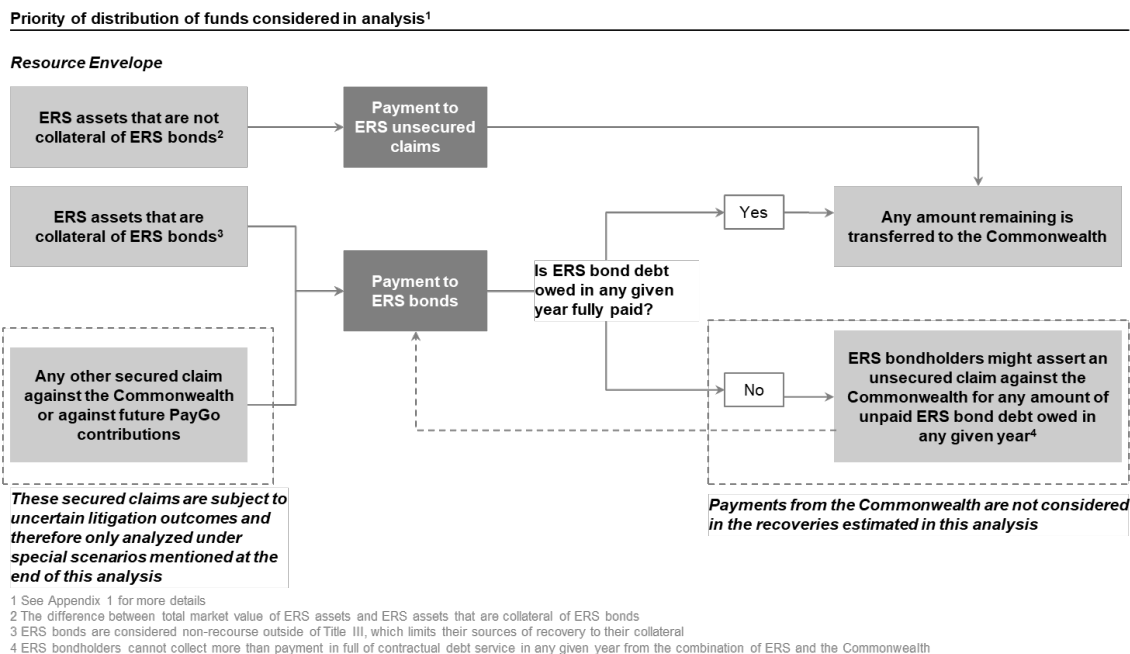 Priority of distribution of funds considered in analysis¹
Resource Envelope
ERS assets that are not
collateral of ERS bonds²
Payment to
ERS unsecured
claims
ERS assets that are
collateral of ERS bonds³
Payment to
ERS bonds
Is ERS bond debt
owed in any given
year fully paid?
Yes
Any amount remaining is
transferred to the Commonwealth
Any other secured claim
against the Commonwealth
or against future PayGo
contributions
No
ERS bondholders might assert an
unsecured claim against the
Commonwealth for any amount of
unpaid ERS bond debt owed in
any given year⁴
These secured claims are subject to
uncertain litigation outcomes and
therefore only analyzed under
special scenarios mentioned at the
end of this analysis
Payments from the Commonwealth are not considered
in the recoveries estimated in this analysis
1 See Appendix 1 for more details
2 The difference between total market value of ERS assets and ERS assets that are collateral of ERS bonds
3 ERS bonds are considered non-recourse outside of Title III, which limits their sources of recovery to their collateral
4 ERS bondholders cannot collect more than payment in full of contractual debt service in any given year from the combination of ERS and the Commonwealth